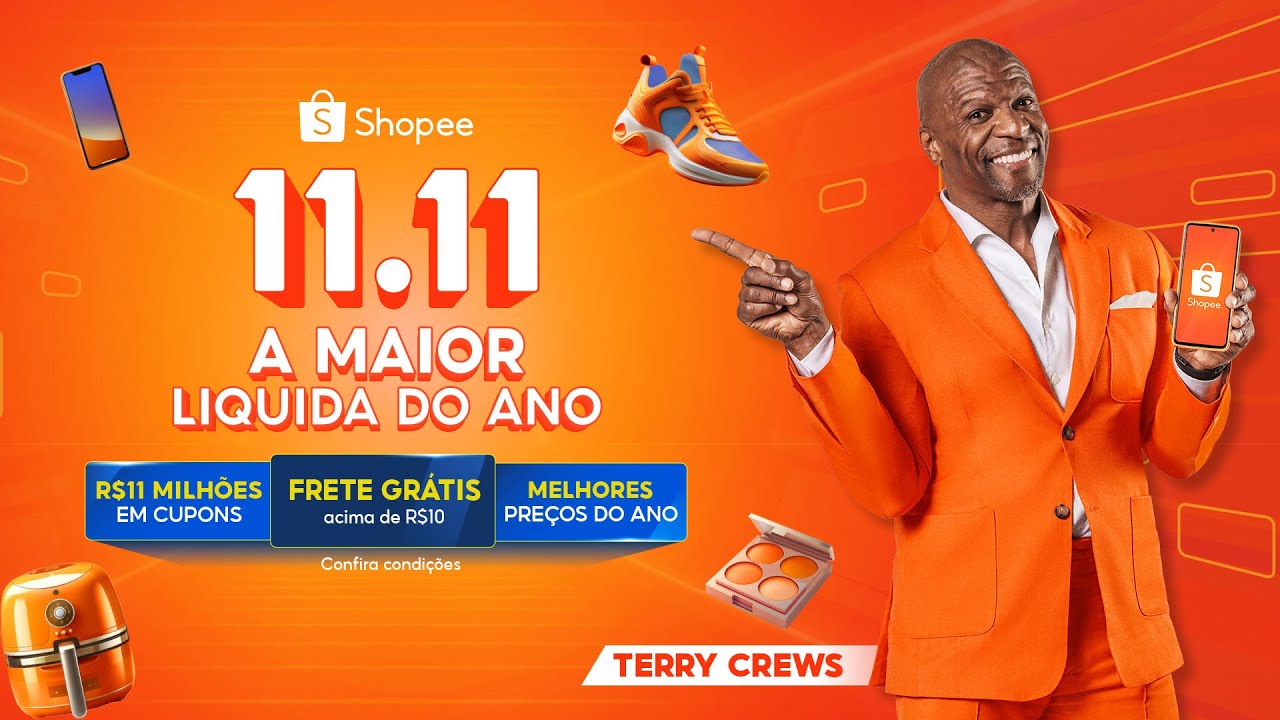 Shopee
11.11
A MAIOR
LIQUIDA DO ANO
R$11 MILHÕES
EM CUPONS
FRETE GRÁTIS
acima de R$10
MELHORES
PREÇOS DO ANO
Confira condições
S
Shopee
TERRY CREWS